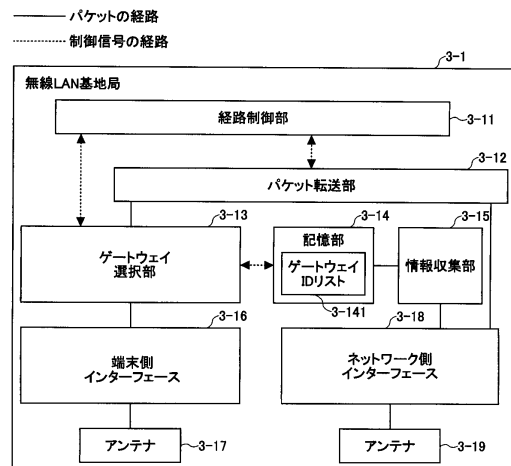 パケットの経路
制御信号の経路
3-1
無線LAN基地局
経路制御部
3-11
3-12
パケット転送部
3-13
3-14
3-15
ゲートウェイ
選択部
記憶部
ゲートウェイ
IDリスト
情報収集部
3-141
3-16
3-18
端末側
インターフェース
ネットワーク側
インターフェース
アンテナ
3-17
アンテナ
3-19